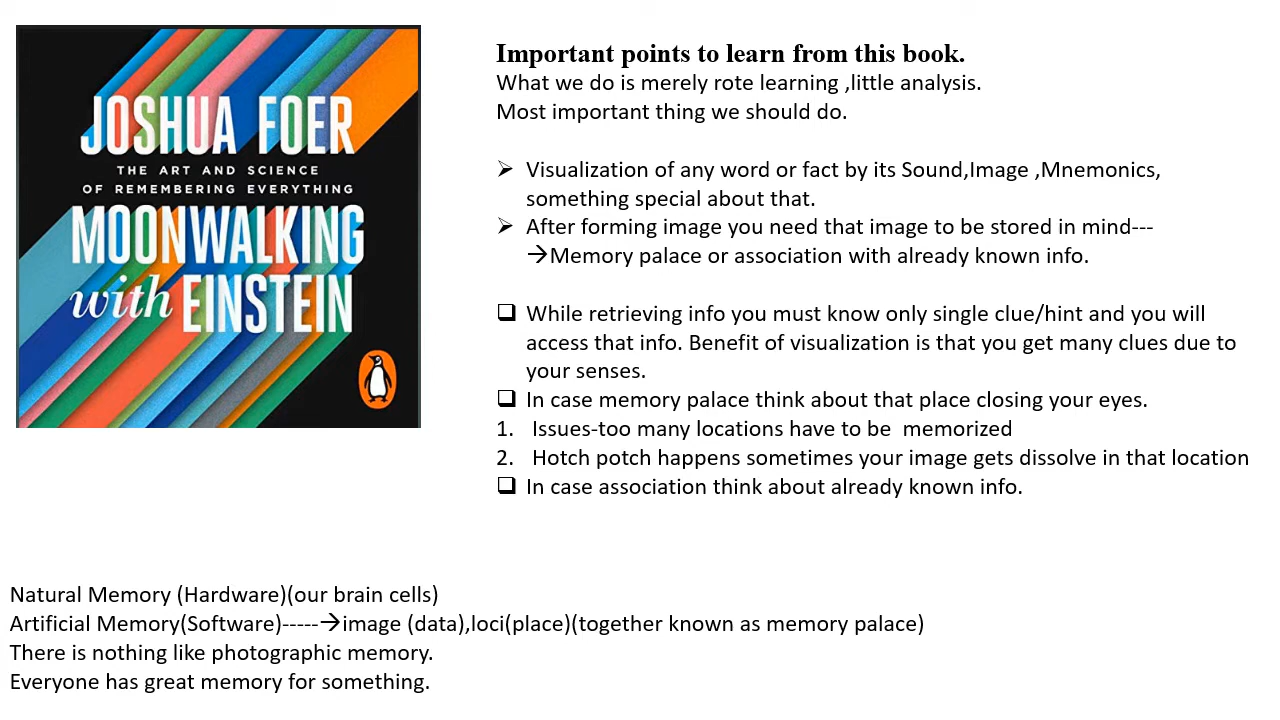 JOSHUA FOER
THE ART AND SCIENCE
OF REMEMBERING EVERYTHING
MOONWALKING
with EINSTEIN
Important points to learn from this book.
What we do is merely rote learning ,little analysis.
Most important thing we should do.
➢ Visualization of any word or fact by its Sound,Image ,Mnemonics,
something special about that.
➢ After forming image you need that image to be stored in mind---
→Memory palace or association with already known info.
❑ While retrieving info you must know only single clue/hint and you will
access that info. Benefit of visualization is that you get many clues due to
your senses.
❑ In case memory palace think about that place closing your eyes.
1. Issues-too many locations have to be  memorized
2. Hotch potch happens sometimes your image gets dissolve in that location
❑ In case association think about already known info.
Natural Memory (Hardware)(our brain cells)
Artificial Memory(Software)-----→image (data),loci(place)(together known as memory palace)
There is nothing like photographic memory.
Everyone has great memory for something.